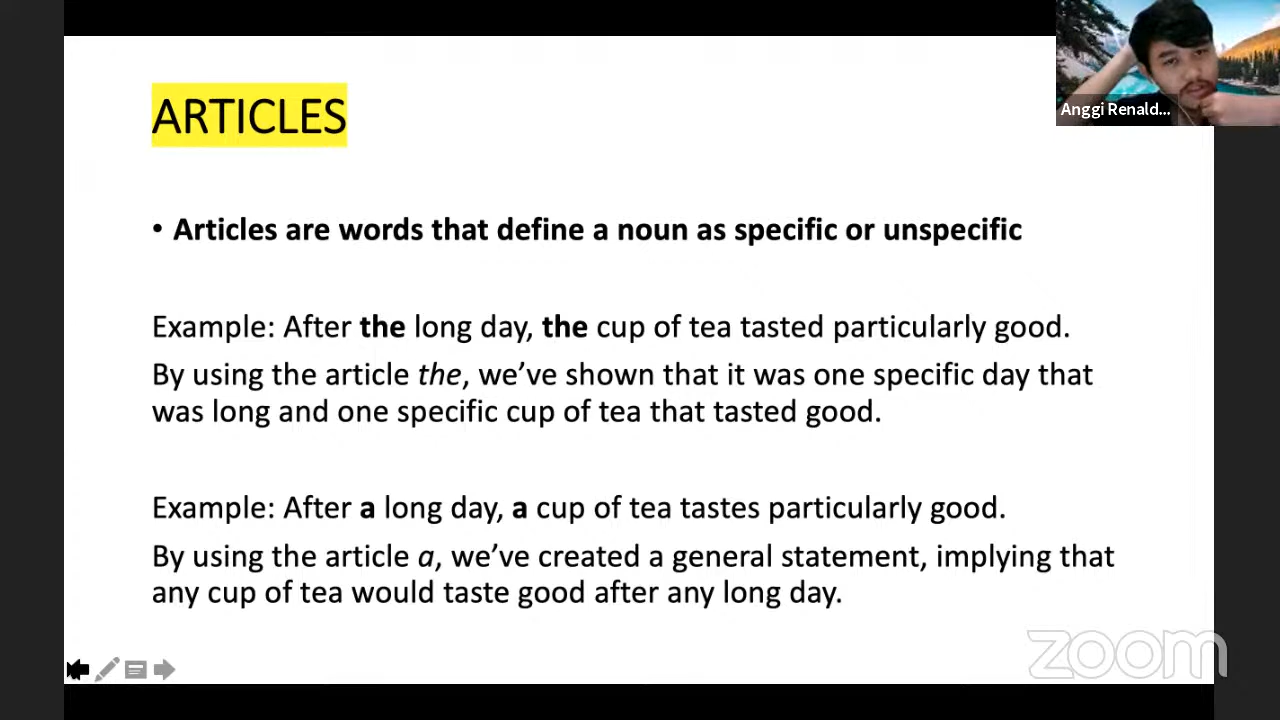 ARTICLES
Anggi Renald...
• Articles are words that define a noun as specific or unspecific
Example: After the long day, the cup of tea tasted particularly good.
By using the article the, we’ve shown that it was one specific day that
was long and one specific cup of tea that tasted good.
Example: After a long day, a cup of tea tastes particularly good.
By using the article a, we’ve created a general statement, implying that
any cup of tea would taste good after any long day.
zoom